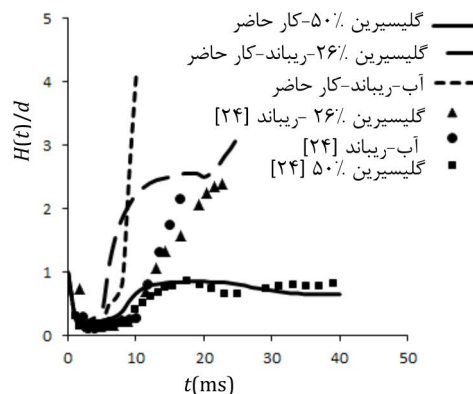 گلیسیرین ۵۰٪-کار حاضر
گلیسیرین ۲۶٪-ریباند-کار حاضر
آب-ریباند-کار حاضر
گلیسیرین ۲۶٪ -ریباند [۲۴]
آب-ریباند [۲۴]
گلیسیرین ۵۰٪ [۲۴]
H(t)/d
5
4
3
2
1
0
0 10 20 30 40 50
t(ms)